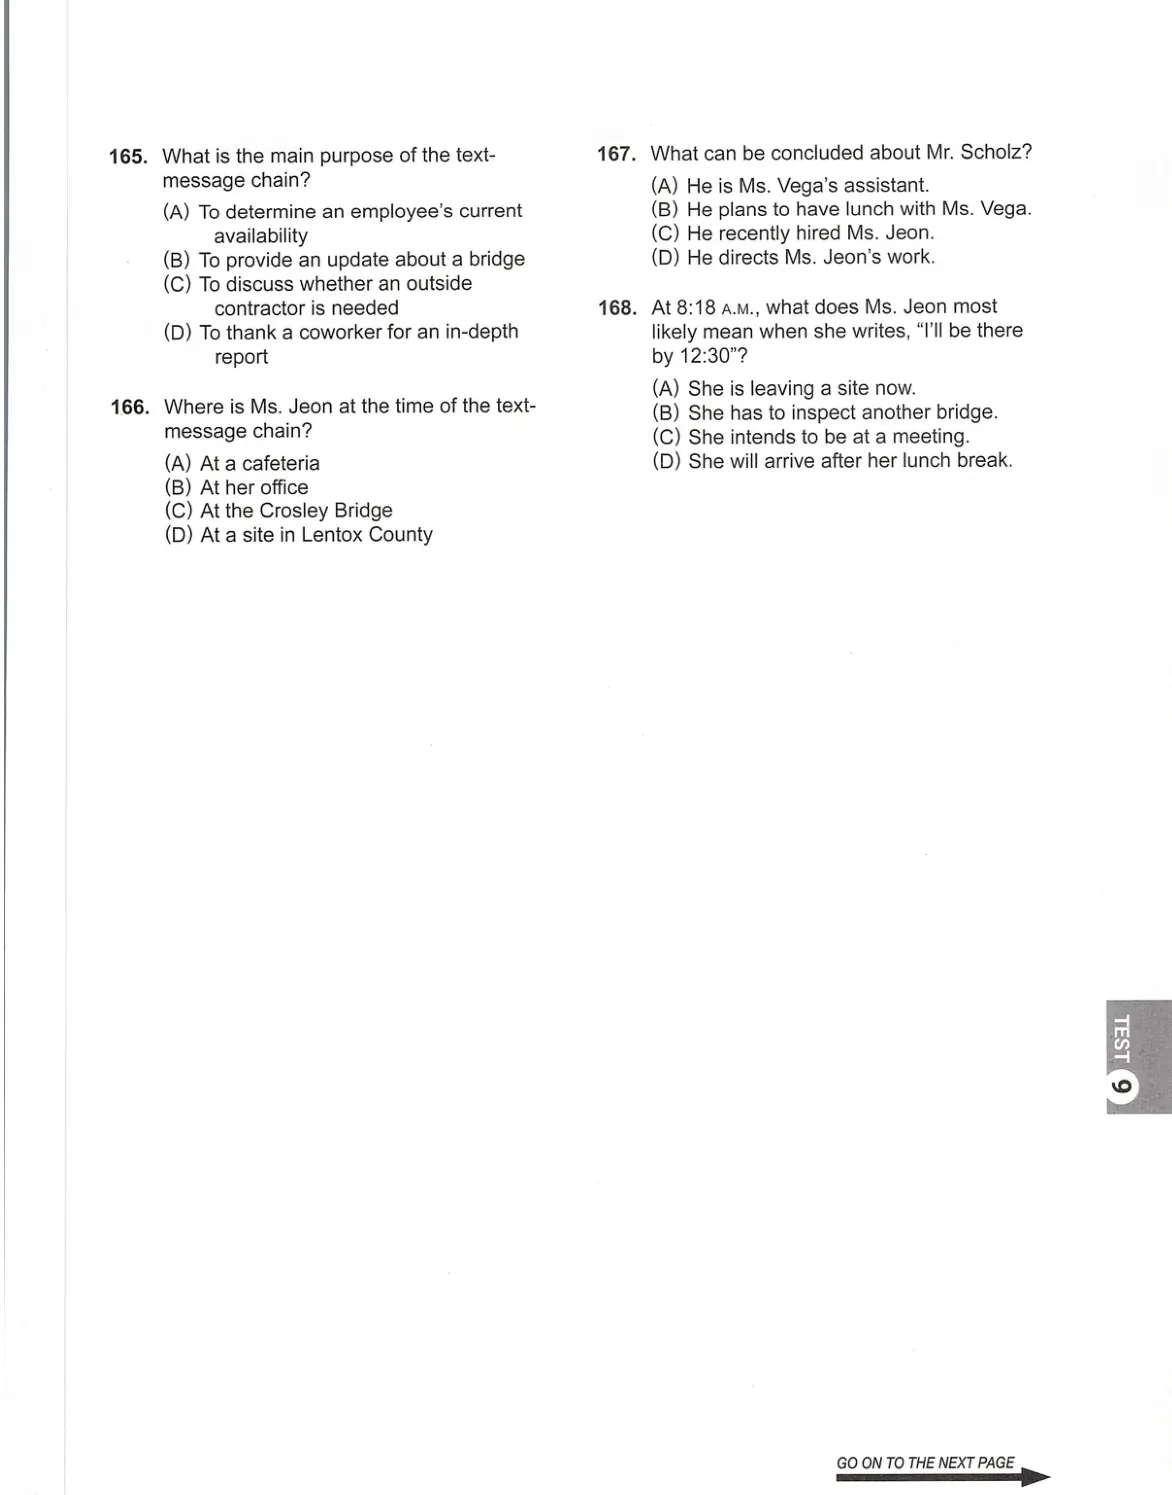 165. What is the main purpose of the text-
message chain?
(A) To determine an employee's current
availability
(B) To provide an update about a bridge
(C) To discuss whether an outside
contractor is needed
(D) To thank a coworker for an in-depth
report
166. Where is Ms. Jeon at the time of the text-
message chain?
(A) At a cafeteria
(B) At her office
(C) At the Crosley Bridge
(D) At a site in Lentox County
167. What can be concluded about Mr. Scholz?
(A) He is Ms. Vega's assistant.
(B) He plans to have lunch with Ms. Vega.
(C) He recently hired Ms. Jeon.
(D) He directs Ms. Jeon's work.
168. At 8:18 A.M., what does Ms. Jeon most
likely mean when she writes, “I'll be there
by 12:30”?
(A) She is leaving a site now.
(B) She has to inspect another bridge.
(C) She intends to be at a meeting.
(D) She will arrive after her lunch break.
TEST 9
GO ON TO THE NEXT PAGE